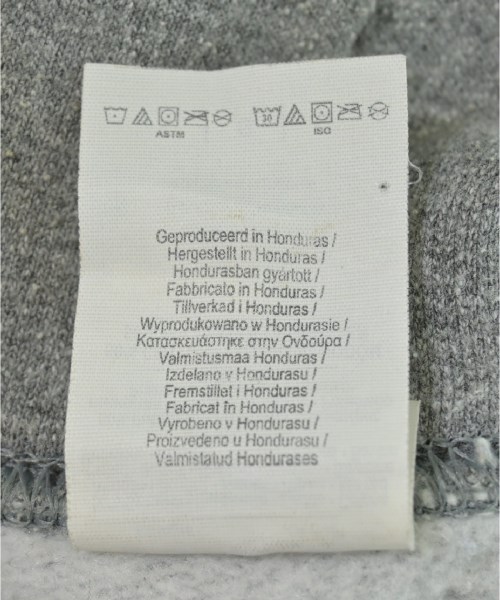 30
ASTM ISO
Geproduceerd in Honduras /
Hergestellt in Honduras /
Hondurasban gyártott /
Fabbricato in Honduras /
Tillverkad i Honduras /
Wyprodukowano w Hondurasie /
Κατασκευάστηκε στην Ονδούρα /
Valmistusmaa Honduras /
Izdelano v Hondurasu /
Fremstillet i Honduras /
Fabricat în Honduras /
Vyrobeno v Hondurasu /
Proizvedeno u Hondurasu /
Valmistatud Hondurases